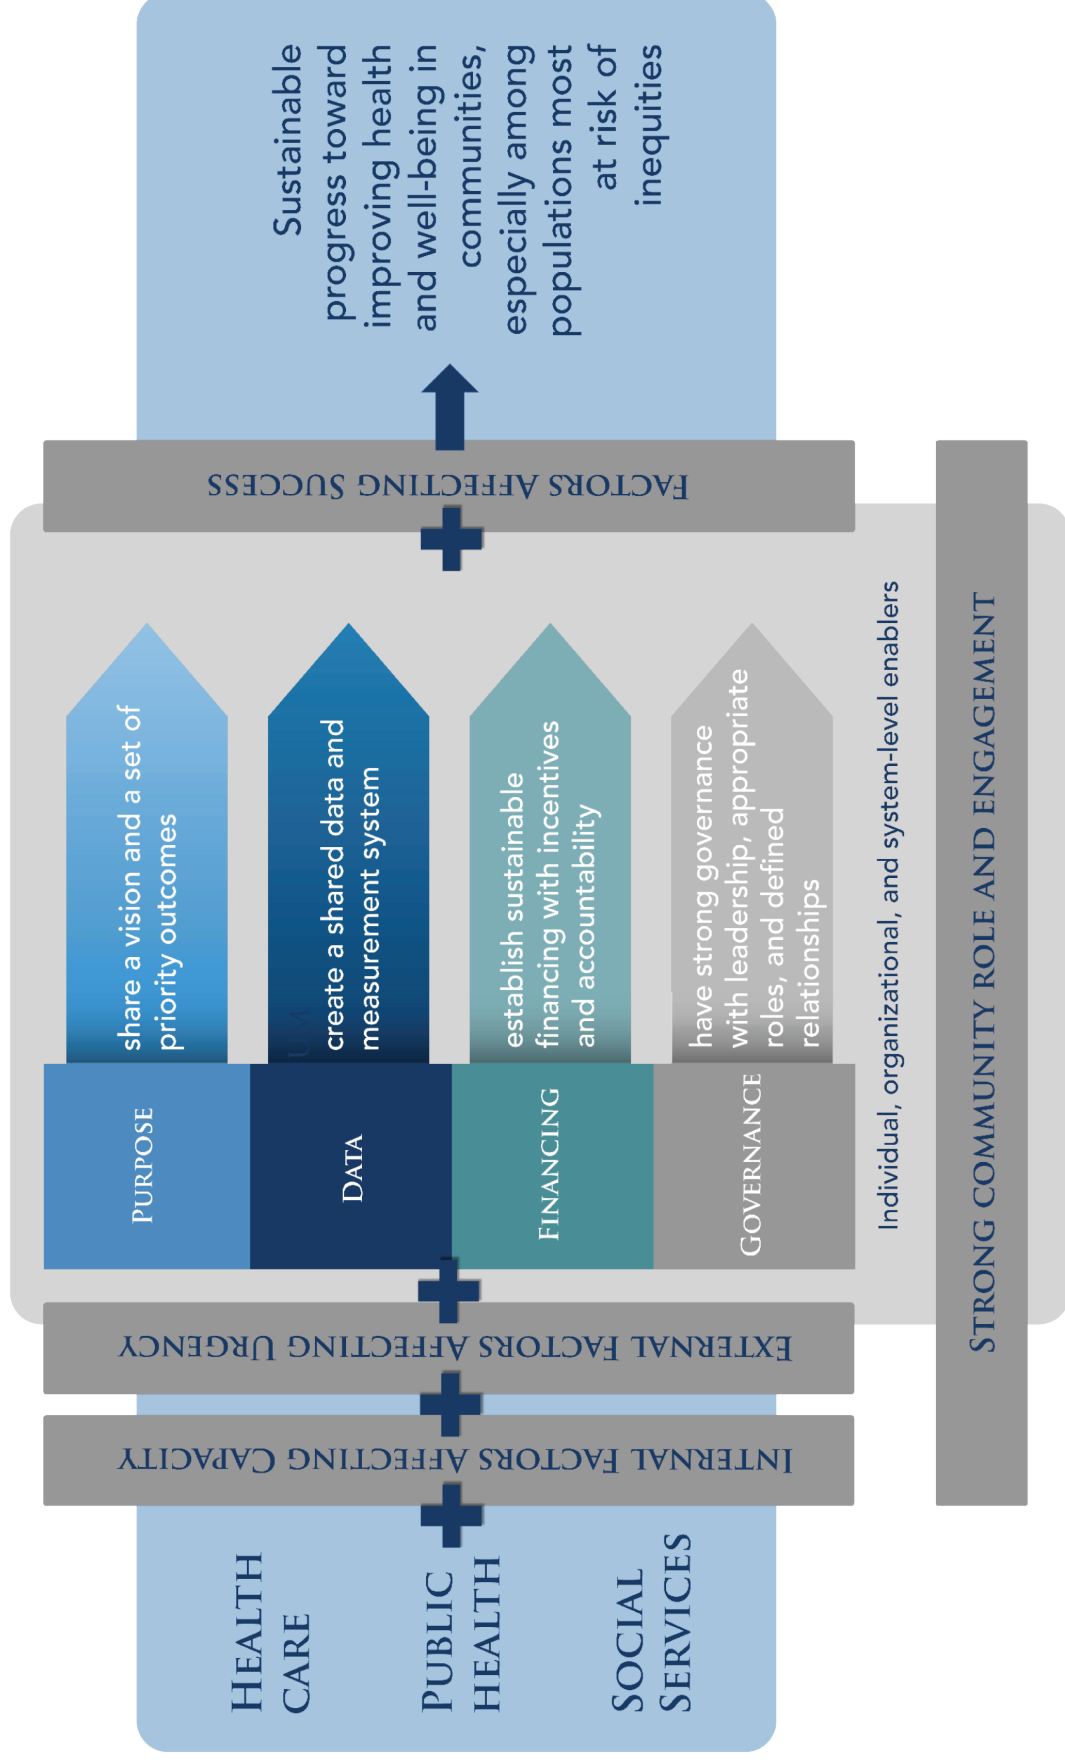 HEALTH
CARE
PUBLIC
HEALTH
SOCIAL
SERVICES
INTERNAL FACTORS AFFECTING CAPACITY
EXTERNAL FACTORS AFFECTING URGENCY
PURPOSE
share a vision and a set of
priority outcomes
DATA
UM
create a shared data and
measurement system
FINANCING
establish sustainable
financing with incentives
and accountability
GOVERNANCE
have strong governance
with leadership, appropriate
roles, and defined
relationships
Individual, organizational, and system-level enablers
FACTORS AFFECTING SUCCESS
Sustainable
progress toward
improving health
and well-being in
communities,
especially among
populations most
at risk of
inequities
STRONG COMMUNITY ROLE AND ENGAGEMENT